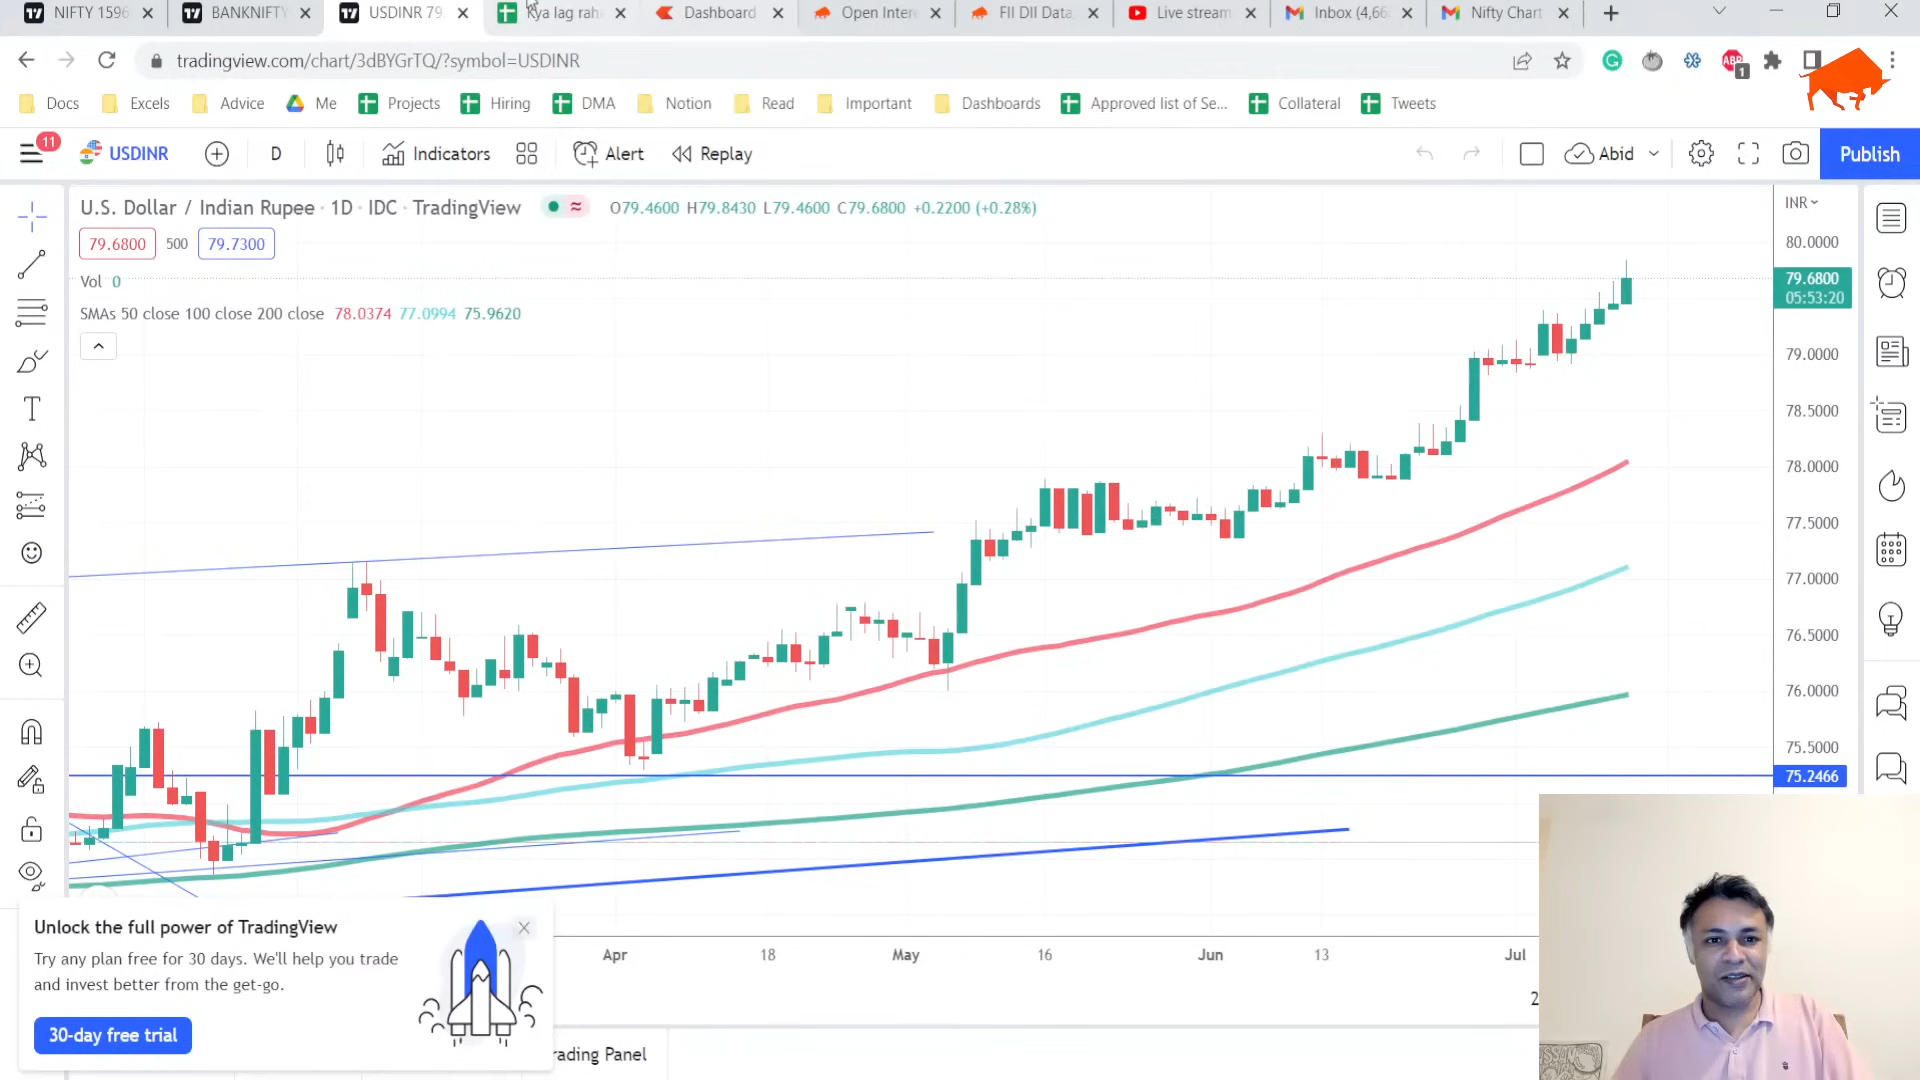 NIFTY 1596
BANKNIFTY
USDINR 79.
Kya lag rah
Dashboard
Open Inter
FII DII Data,
Live stream
Inbox (4,66
Nifty Chart
tradingview.com/chart/3dBYGrTQ/?symbol=USDINR
ABP
1
Docs
Excels
Advice
Me
Projects
Hiring
DMA
Notion
Read
Important
Dashboards
Approved list of Se...
Collateral
Tweets
11
USDINR
D
Indicators
Alert
Replay
Abid
Publish
U.S. Dollar / Indian Rupee · 1D · IDC · TradingView
O79.4600 H79.8430 L79.4600 C79.6800 +0.2200 (+0.28%)
INR
79.6800
500
79.7300
80.0000
Vol 0
79.6800
05:53:20
SMAs 50 close 100 close 200 close 78.0374 77.0994 75.9620
79.0000
78.5000
78.0000
77.5000
77.0000
76.5000
76.0000
75.5000
75.2466
Unlock the full power of TradingView
Try any plan free for 30 days. We'll help you trade
and invest better from the get-go.
30-day free trial
Apr
18
May
16
Jun
13
Jul
2
rading Panel